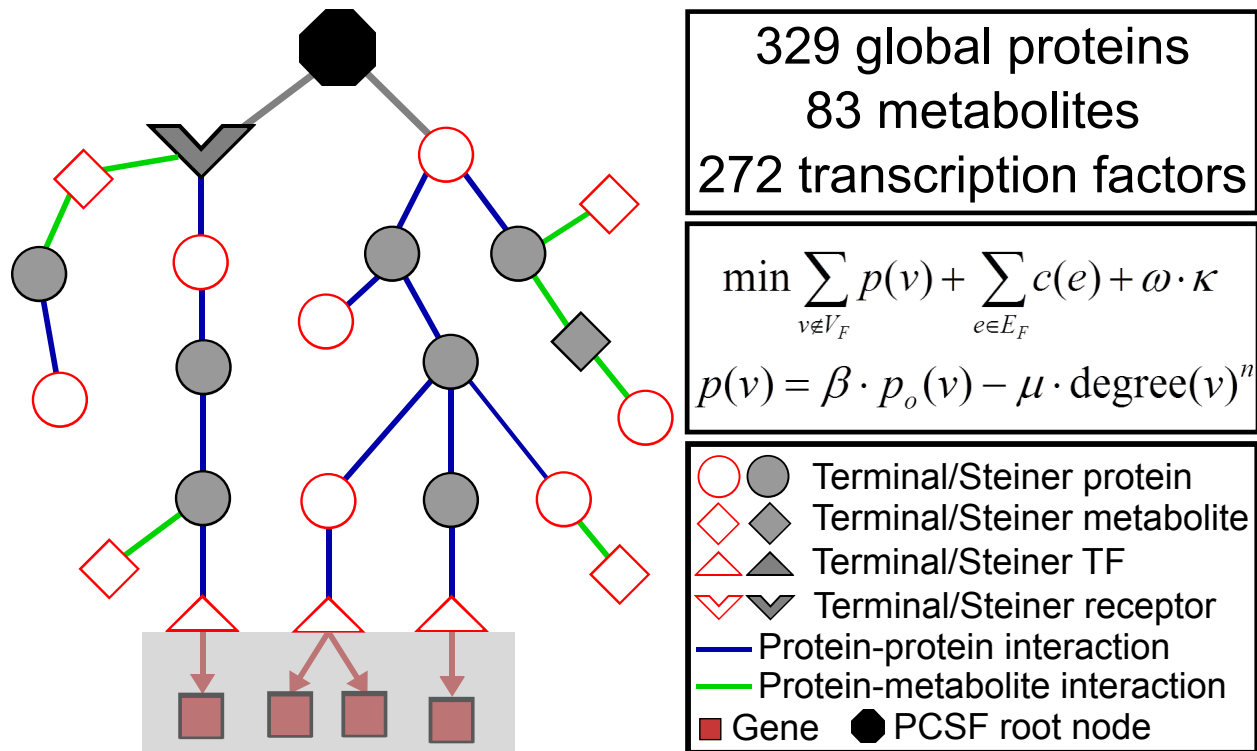 329 global proteins
83 metabolites
272 transcription factors
min ∑ p(v) + ∑ c(e) + ω · κ
v∉V_F e∈E_F
p(v) = β · p_o(v) − μ · degree(v)^n
Terminal/Steiner protein
Terminal/Steiner metabolite
Terminal/Steiner TF
Terminal/Steiner receptor
Protein-protein interaction
Protein-metabolite interaction
Gene PCSF root node